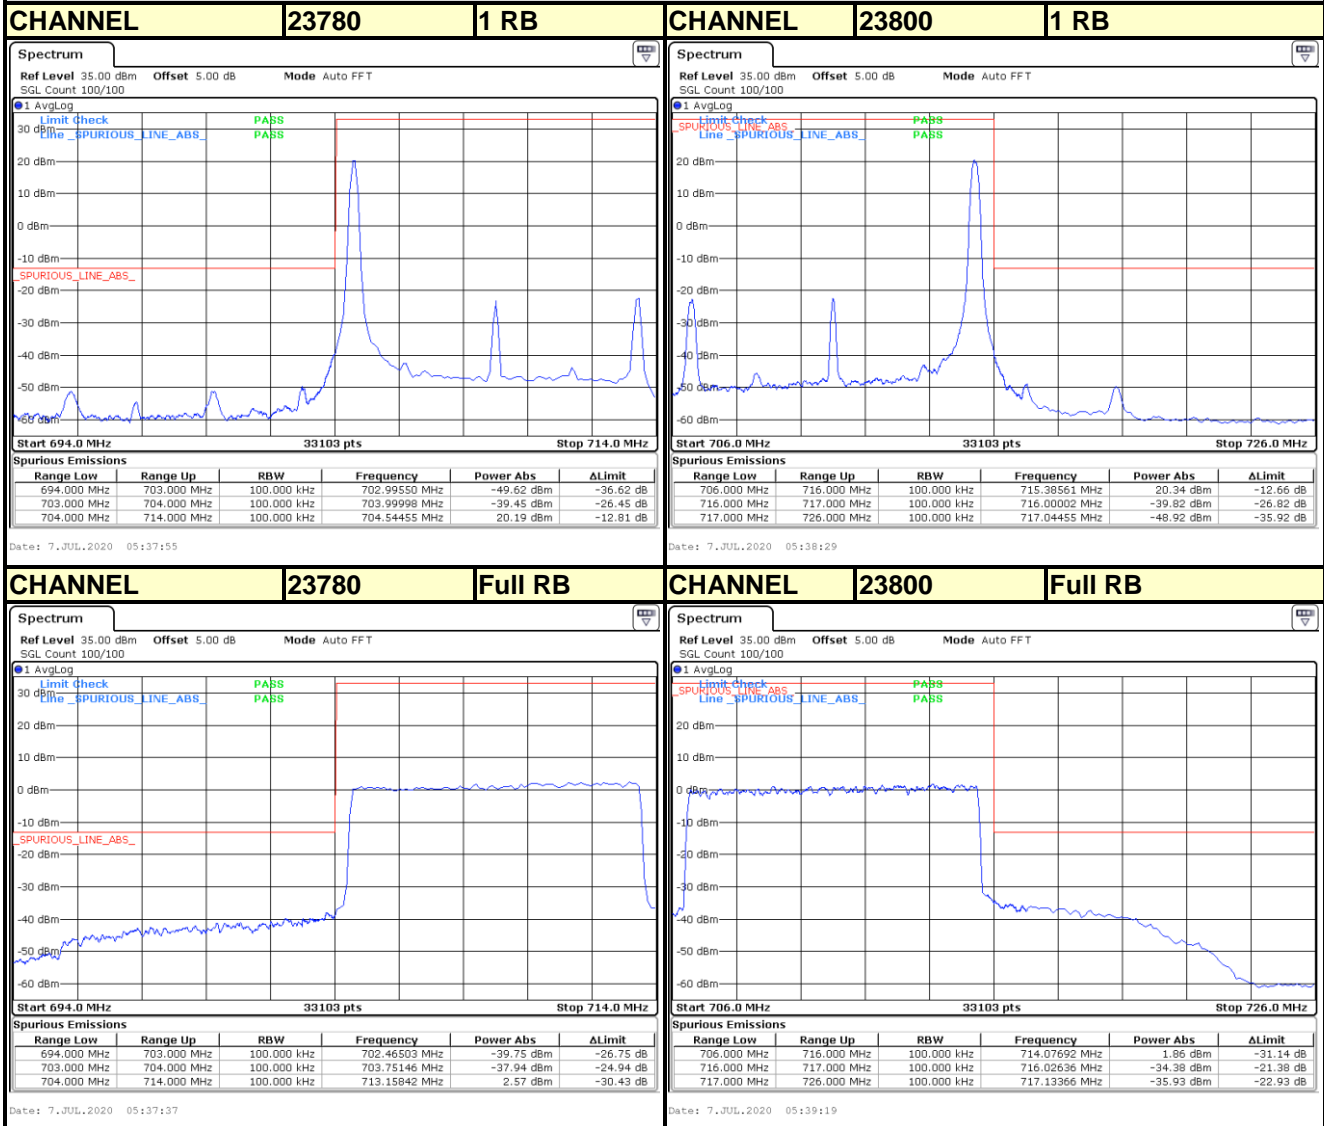 CHANNEL 23780 1 RB
Spectrum
Ref Level 35.00 dBm Offset 5.00 dB Mode Auto FFT
SGL Count 100/100
1 AvgLog
Limit Check PASS
30 dBm
Line _SPURIOUS_LINE_ABS_ PASS
20 dBm
10 dBm
0 dBm
-10 dBm
_SPURIOUS_LINE_ABS_
-20 dBm
-30 dBm
-40 dBm
-50 dBm
-60 dBm
Start 694.0 MHz 33103 pts Stop 714.0 MHz
Spurious Emissions
Range Low Range Up RBW Frequency Power Abs ΔLimit
694.000 MHz 703.000 MHz 100.000 kHz 702.99550 MHz -49.62 dBm -36.62 dB
703.000 MHz 704.000 MHz 100.000 kHz 703.99998 MHz -39.45 dBm -26.45 dB
704.000 MHz 714.000 MHz 100.000 kHz 704.54455 MHz 20.19 dBm -12.81 dB
Date: 7.JUL.2020 05:37:55
CHANNEL 23800 1 RB
Spectrum
Ref Level 35.00 dBm Offset 5.00 dB Mode Auto FFT
SGL Count 100/100
1 AvgLog
Limit Check PASS
_SPURIOUS_LINE_ABS_
30 dBm
Line _SPURIOUS_LINE_ABS_ PASS
20 dBm
10 dBm
0 dBm
-10 dBm
-20 dBm
-30 dBm
-40 dBm
-50 dBm
-60 dBm
Start 706.0 MHz 33103 pts Stop 726.0 MHz
Spurious Emissions
Range Low Range Up RBW Frequency Power Abs ΔLimit
706.000 MHz 716.000 MHz 100.000 kHz 715.38561 MHz 20.34 dBm -12.66 dB
716.000 MHz 717.000 MHz 100.000 kHz 716.00002 MHz -39.82 dBm -26.82 dB
717.000 MHz 726.000 MHz 100.000 kHz 717.04455 MHz -48.92 dBm -35.92 dB
Date: 7.JUL.2020 05:38:29
CHANNEL 23780 Full RB
Spectrum
Ref Level 35.00 dBm Offset 5.00 dB Mode Auto FFT
SGL Count 100/100
1 AvgLog
Limit Check PASS
30 dBm
Line _SPURIOUS_LINE_ABS_ PASS
20 dBm
10 dBm
0 dBm
-10 dBm
_SPURIOUS_LINE_ABS_
-20 dBm
-30 dBm
-40 dBm
-50 dBm
-60 dBm
Start 694.0 MHz 33103 pts Stop 714.0 MHz
Spurious Emissions
Range Low Range Up RBW Frequency Power Abs ΔLimit
694.000 MHz 703.000 MHz 100.000 kHz 702.46503 MHz -39.75 dBm -26.75 dB
703.000 MHz 704.000 MHz 100.000 kHz 703.75146 MHz -37.94 dBm -24.94 dB
704.000 MHz 714.000 MHz 100.000 kHz 713.15842 MHz 2.57 dBm -30.43 dB
Date: 7.JUL.2020 05:37:37
CHANNEL 23800 Full RB
Spectrum
Ref Level 35.00 dBm Offset 5.00 dB Mode Auto FFT
SGL Count 100/100
1 AvgLog
Limit Check PASS
_SPURIOUS_LINE_ABS_
30 dBm
Line _SPURIOUS_LINE_ABS_ PASS
20 dBm
10 dBm
0 dBm
-10 dBm
-20 dBm
-30 dBm
-40 dBm
-50 dBm
-60 dBm
Start 706.0 MHz 33103 pts Stop 726.0 MHz
Spurious Emissions
Range Low Range Up RBW Frequency Power Abs ΔLimit
706.000 MHz 716.000 MHz 100.000 kHz 714.07692 MHz 1.86 dBm -31.14 dB
716.000 MHz 717.000 MHz 100.000 kHz 716.02636 MHz -34.38 dBm -21.38 dB
717.000 MHz 726.000 MHz 100.000 kHz 717.13366 MHz -35.93 dBm -22.93 dB
Date: 7.JUL.2020 05:39:19